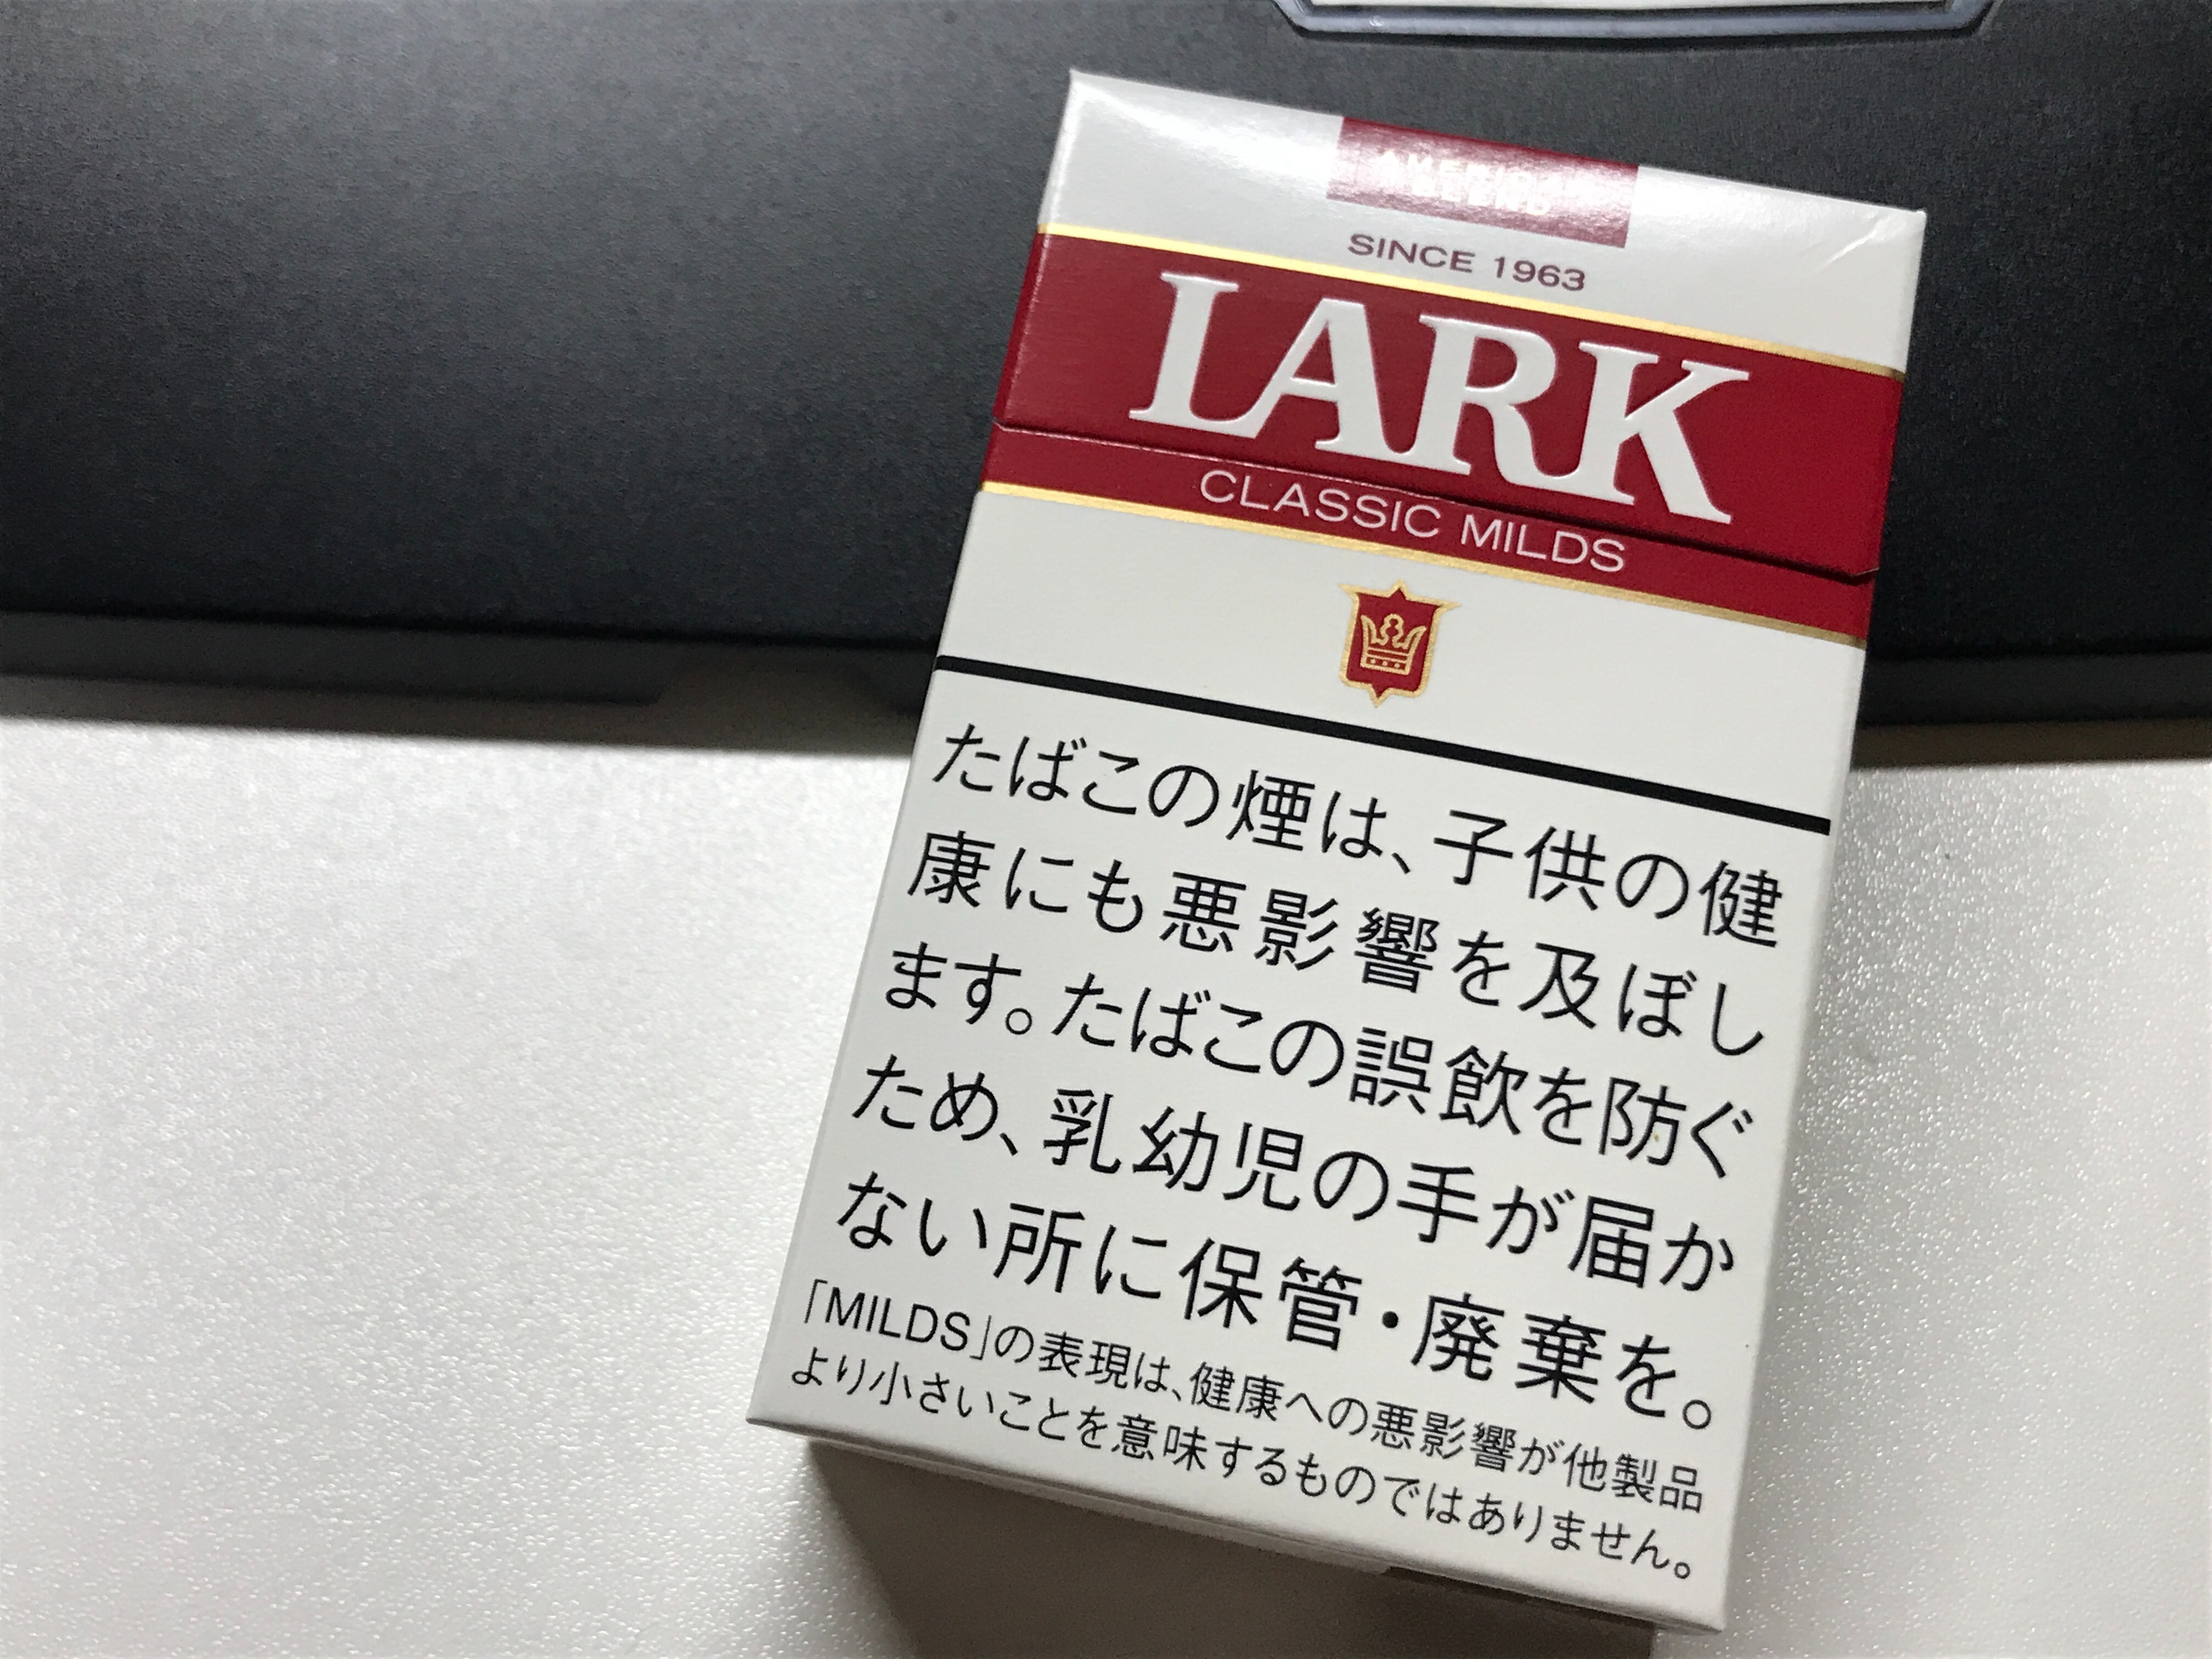 SINCE 1963
LARK
CLASSIC MILDS
たばこの煙は、子供の健
康にも悪影響を及ぼし
ます。たばこの誤飲を防ぐ
ため、乳幼児の手が届か
ない所に保管・廃棄を。
「MILDS」の表現は、健康への悪影響が他製品
より小さいことを意味するものではありません。